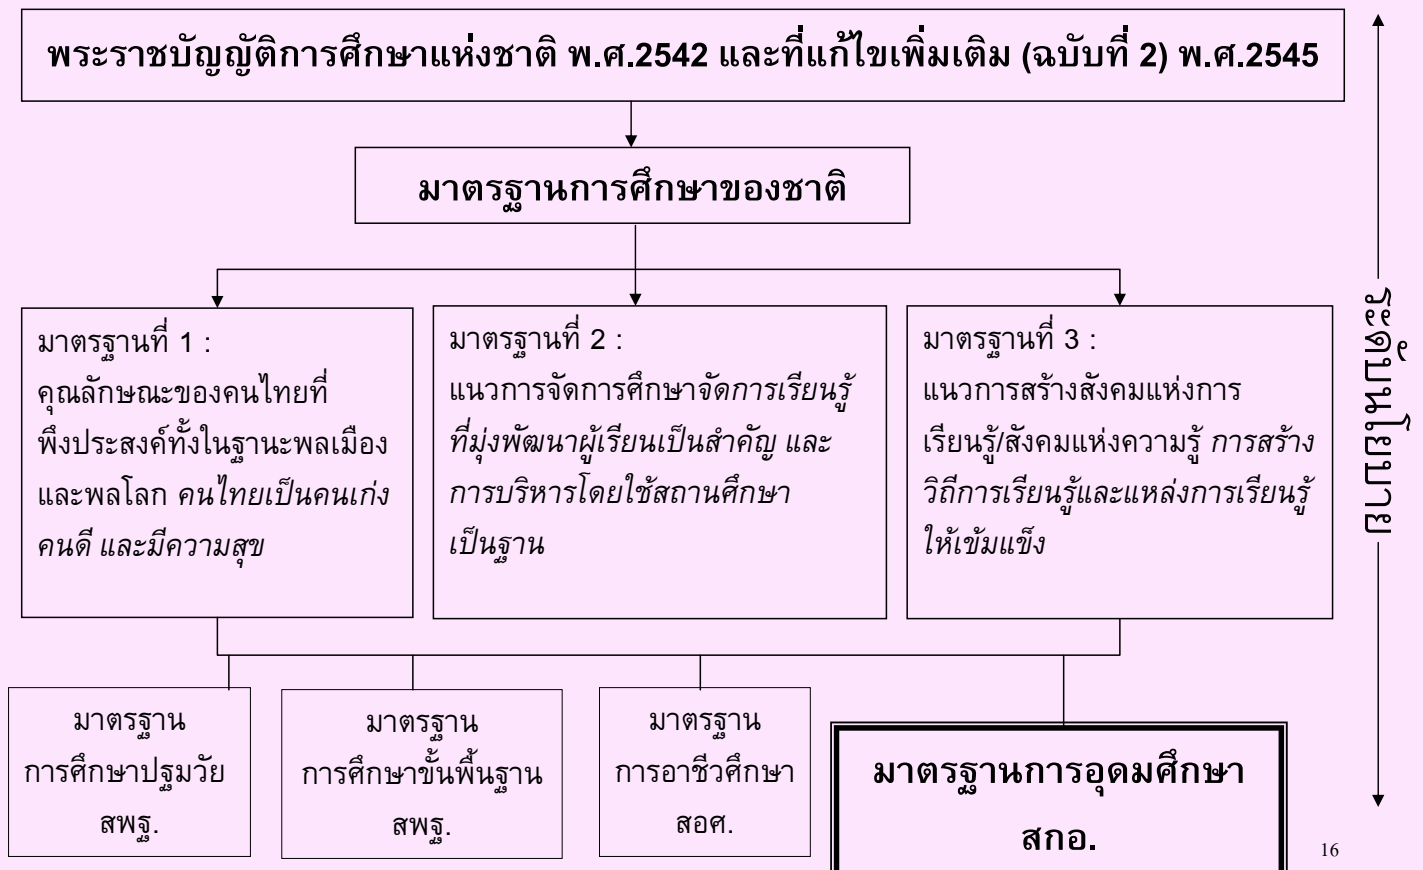 พระราชบัญญัติการศึกษาแห่งชาติ พ.ศ.2542 และที่แก้ไขเพิ่มเติม (ฉบับที่ 2) พ.ศ.2545
มาตรฐานการศึกษาของชาติ
มาตรฐานที่ 1 :
คุณลักษณะของคนไทยที่
พึงประสงค์ทั้งในฐานะพลเมือง
และพลโลก คนไทยเป็นคนเก่ง
คนดี และมีความสุข
มาตรฐานที่ 2 :
แนวการจัดการศึกษาจัดการเรียนรู้
ที่มุ่งพัฒนาผู้เรียนเป็นสำคัญ และ
การบริหารโดยใช้สถานศึกษา
เป็นฐาน
มาตรฐานที่ 3 :
แนวการสร้างสังคมแห่งการ
เรียนรู้/สังคมแห่งความรู้ การสร้าง
วิถีการเรียนรู้และแหล่งการเรียนรู้
ให้เข้มแข็ง
ระดับนโยบาย
มาตรฐาน
การศึกษาปฐมวัย
สพฐ.
มาตรฐาน
การศึกษาขั้นพื้นฐาน
สพฐ.
มาตรฐาน
การอาชีวศึกษา
สอศ.
มาตรฐานการอุดมศึกษา
สกอ.
16